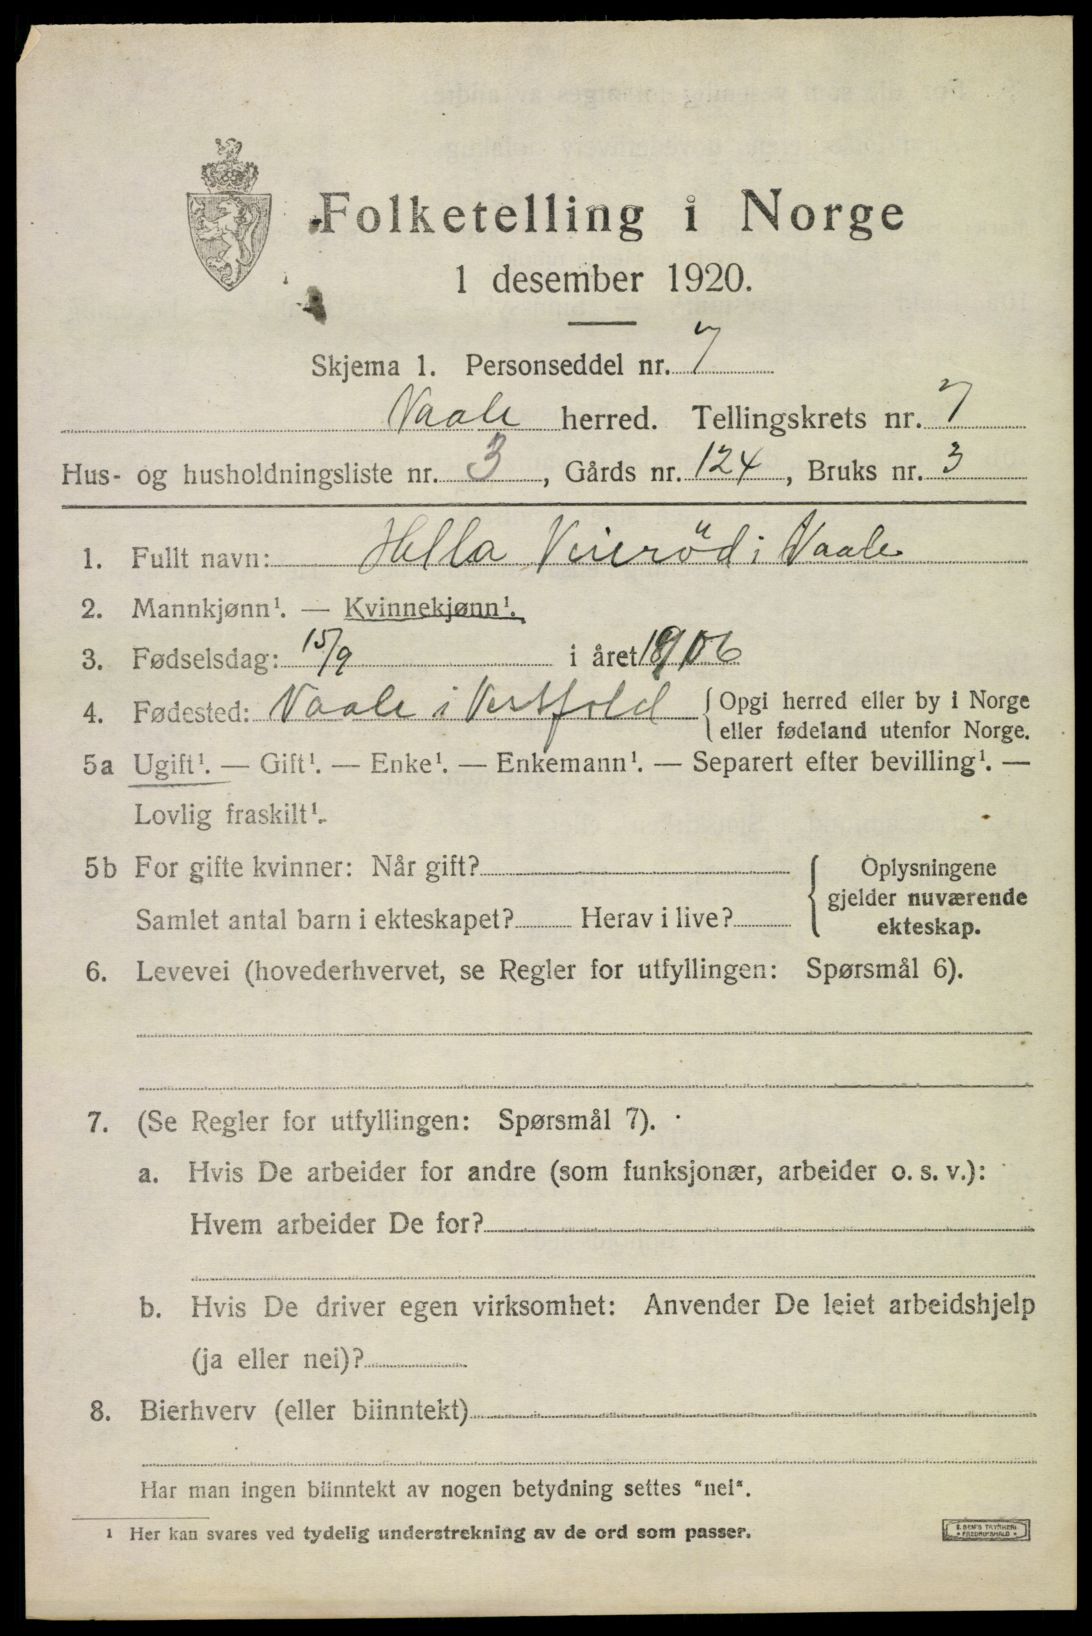 Folketelling i Norge
1 desember 1920.
Skjema 1. Personseddel nr. 7
Vaale herred. Tellingskrets nr. 7
Hus- og husholdningsliste nr. 3, Gårds nr. 124, Bruks nr. 3
1. Fullt navn: Hella Veierød i Vaale
2. Mannkjønn¹. — Kvinnekjønn¹.
3. Fødselsdag: 15/9 i året 1906
4. Fødested: Vaale i Vestfold { Opgi herred eller by i Norge
eller fødeland utenfor Norge.
5a Ugift¹. — Gift¹. — Enke¹. — Enkemann¹. — Separert efter bevilling¹. —
Lovlig fraskilt¹.
5b For gifte kvinner: Når gift? { Oplysningene
gjelder nuværende
Samlet antal barn i ekteskapet? Herav i live? ekteskap.
6. Levevei (hovederhvervet, se Regler for utfyllingen: Spørsmål 6).
7. (Se Regler for utfyllingen: Spørsmål 7).
a. Hvis De arbeider for andre (som funksjonær, arbeider o. s. v.):
Hvem arbeider De for?
b. Hvis De driver egen virksomhet: Anvender De leiet arbeidshjelp
(ja eller nei)?
8. Bierhverv (eller biinntekt)
Har man ingen biinntekt av nogen betydning settes "nei".
¹ Her kan svares ved tydelig understrekning av de ord som passer.